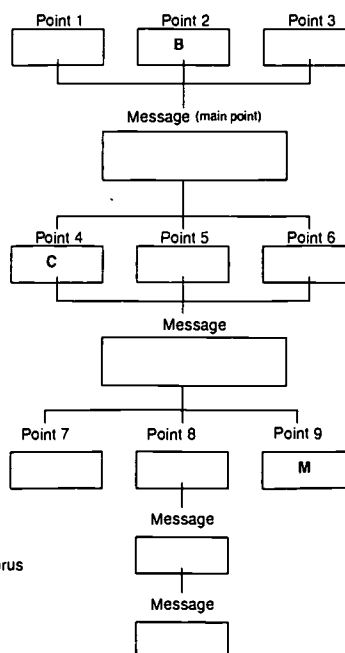 Point 1 Point 2 Point 3
B
Message (main point)
Point 4 Point 5 Point 6
C
Message
Point 7 Point 8 Point 9
M
Message
rus
Message